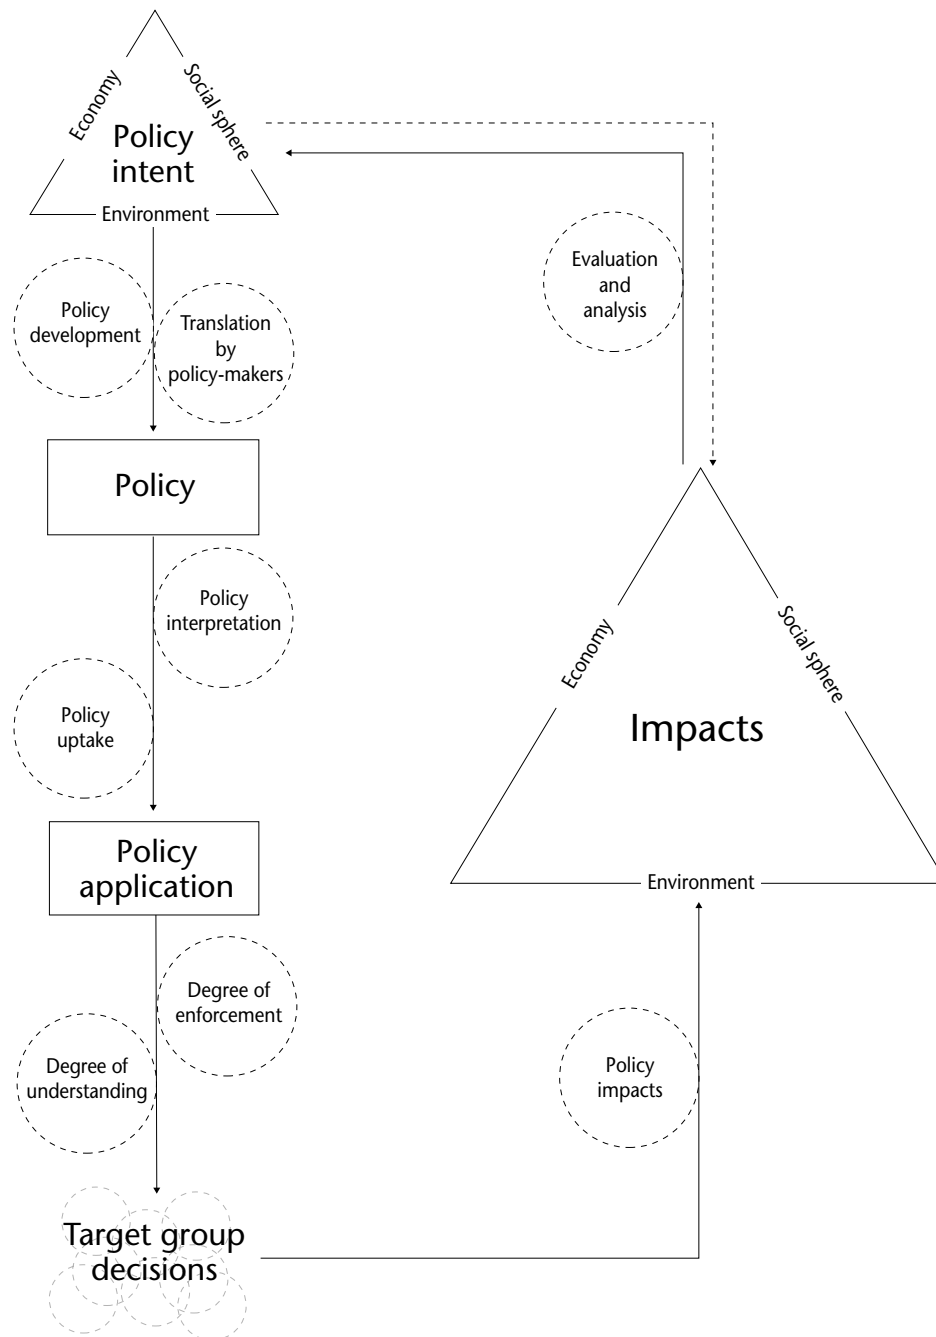 Economy
Social sphere
Policy
intent
Environment
Policy
development
Translation
by
policy-makers
Evaluation
and
analysis
Policy
Policy
interpretation
Policy
uptake
Economy
Social sphere
Impacts
Environment
Policy
application
Degree of
enforcement
Degree of
understanding
Policy
impacts
Target group
decisions